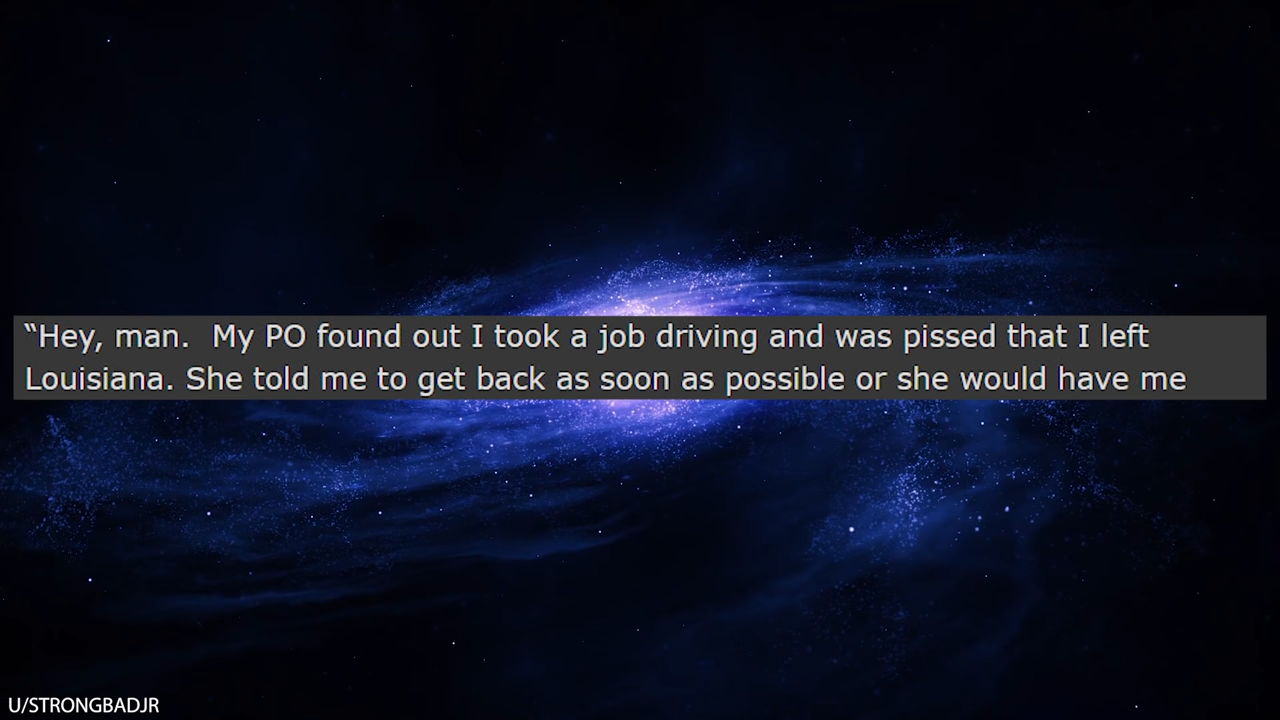 “Hey, man.  My PO found out I took a job driving and was pissed that I left
Louisiana. She told me to get back as soon as possible or she would have me
U/STRONGBADJR